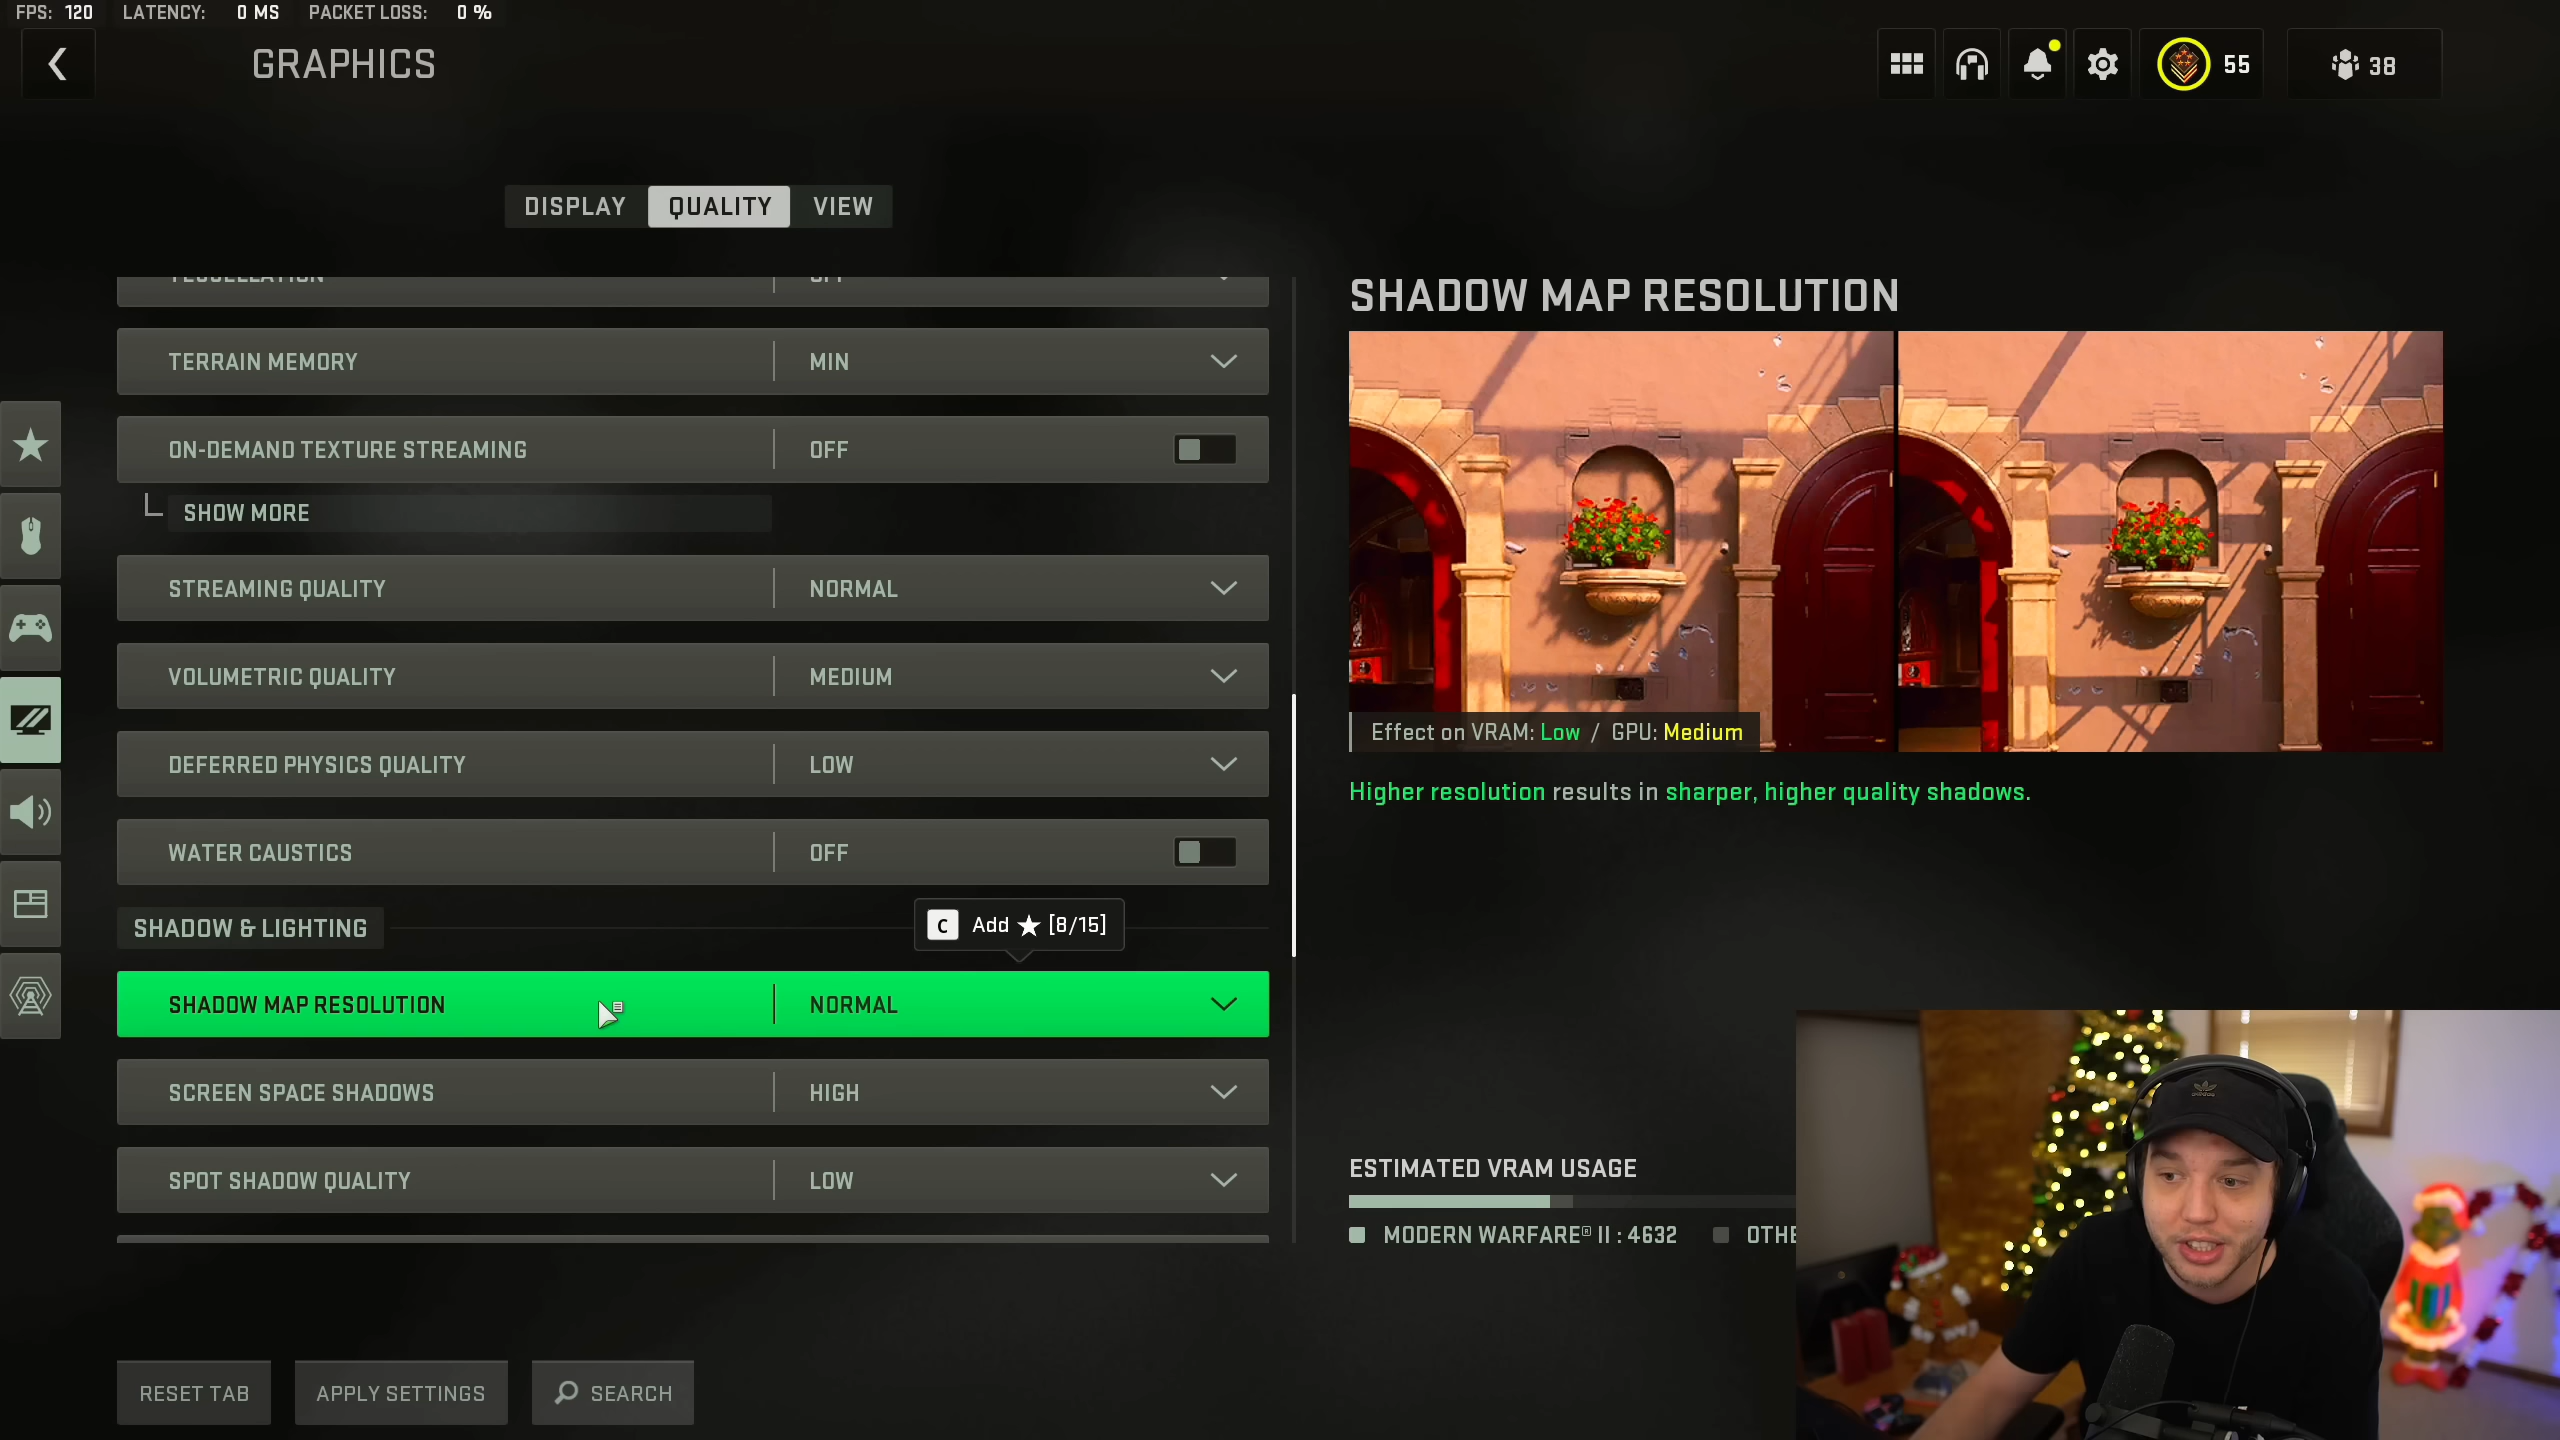 FPS: 120 LATENCY: 0 MS PACKET LOSS: 0 %
GRAPHICS
55
38
DISPLAY QUALITY VIEW
TERRAIN MEMORY MIN
ON-DEMAND TEXTURE STREAMING OFF
SHOW MORE
STREAMING QUALITY NORMAL
VOLUMETRIC QUALITY MEDIUM
DEFERRED PHYSICS QUALITY LOW
WATER CAUSTICS OFF
SHADOW & LIGHTING
C Add ★ [8/15]
SHADOW MAP RESOLUTION NORMAL
SCREEN SPACE SHADOWS HIGH
SPOT SHADOW QUALITY LOW
RESET TAB APPLY SETTINGS SEARCH
SHADOW MAP RESOLUTION
Effect on VRAM: Low / GPU: Medium
Higher resolution results in sharper, higher quality shadows.
ESTIMATED VRAM USAGE
MODERN WARFARE® II : 4632 OTHE